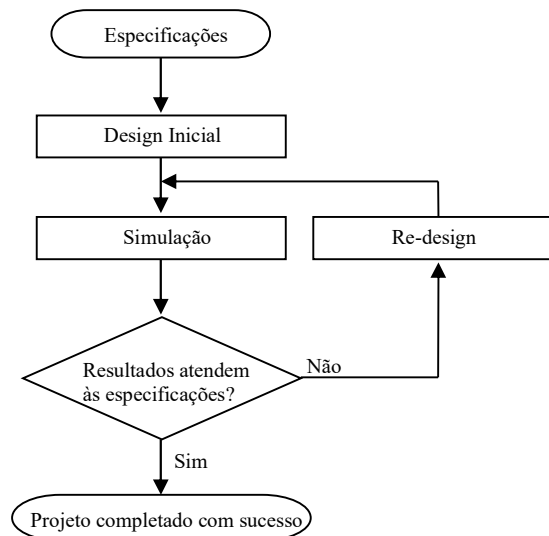 Especificações
Design Inicial
Simulação
Re-design
Resultados atendem
às especificações?
Não
Sim
Projeto completado com sucesso